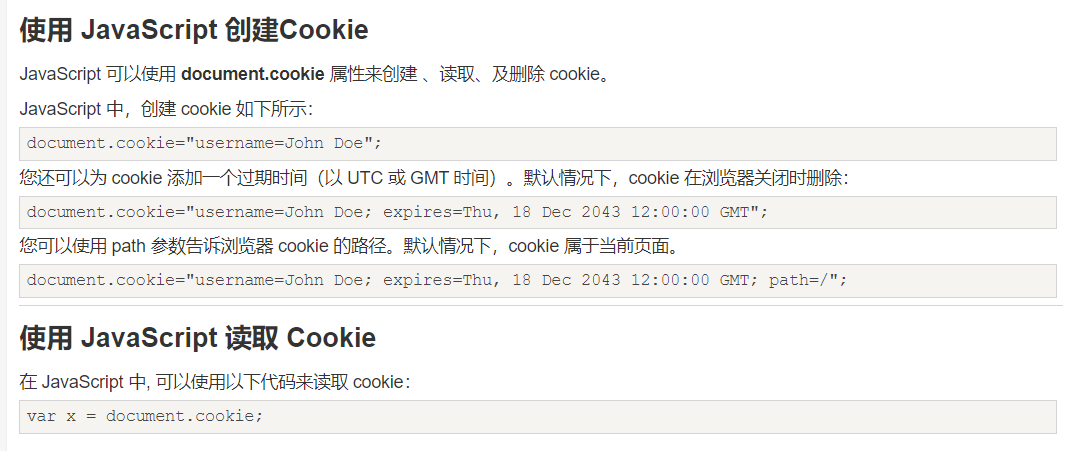 使用 JavaScript 创建Cookie
JavaScript 可以使用 document.cookie 属性来创建 、读取、及删除 cookie。
JavaScript 中，创建 cookie 如下所示：
document.cookie="username=John Doe";
您还可以为 cookie 添加一个过期时间（以 UTC 或 GMT 时间）。默认情况下，cookie 在浏览器关闭时删除：
document.cookie="username=John Doe; expires=Thu, 18 Dec 2043 12:00:00 GMT";
您可以使用 path 参数告诉浏览器 cookie 的路径。默认情况下，cookie 属于当前页面。
document.cookie="username=John Doe; expires=Thu, 18 Dec 2043 12:00:00 GMT; path=/";
使用 JavaScript 读取 Cookie
在 JavaScript 中, 可以使用以下代码来读取 cookie：
var x = document.cookie;